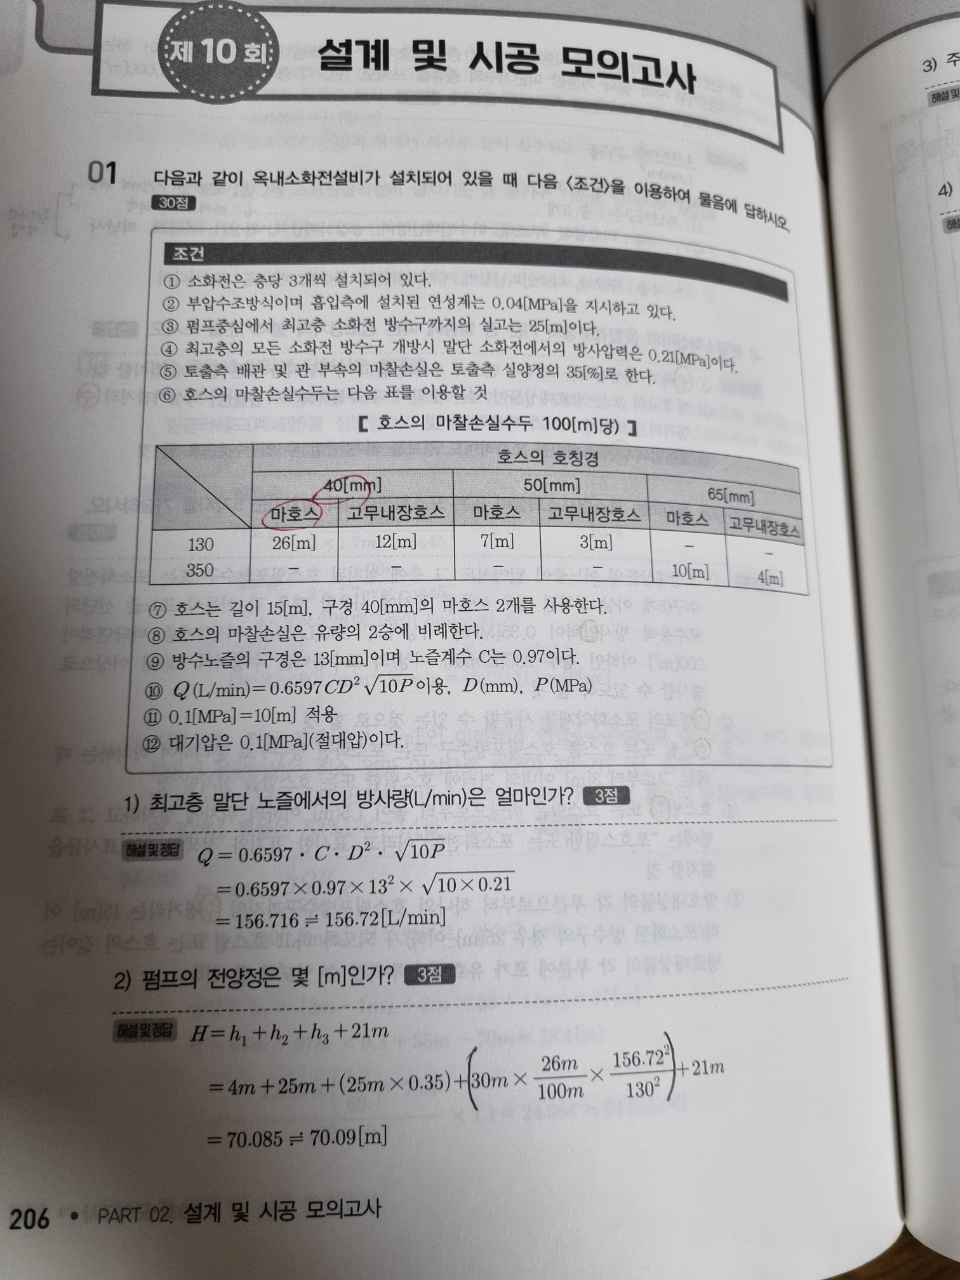 제 10 회 설계 및 시공 모의고사
01 다음과 같이 옥내소화전설비가 설치되어 있을 때 다음 〈조건〉을 이용하여 물음에 답하시오.
30점
조건
① 소화전은 층당 3개씩 설치되어 있다.
② 부압수조방식이며 흡입측에 설치된 연성계는 0.04[MPa]을 지시하고 있다.
③ 펌프중심에서 최고층 소화전 방수구까지의 실고는 25[m]이다.
④ 최고층의 모든 소화전 방수구 개방시 말단 소화전에서의 방사압력은 0.21[MPa]이다.
⑤ 토출측 배관 및 관 부속의 마찰손실은 토출측 실양정의 35[%]로 한다.
⑥ 호스의 마찰손실수두는 다음 표를 이용할 것
[ 호스의 마찰손실수두 100[m]당) ]
호스의 호칭경
40[mm] 50[mm] 65[mm]
마호스 고무내장호스 마호스 고무내장호스 마호스 고무내장호스
130 26[m] 12[m] 7[m] 3[m] – –
350 – – – – 10[m] 4[m]
⑦ 호스는 길이 15[m], 구경 40[mm]의 마호스 2개를 사용한다.
⑧ 호스의 마찰손실은 유량의 2승에 비례한다.
⑨ 방수노즐의 구경은 13[mm]이며 노즐계수 C는 0.97이다.
⑩ Q(L/min)=0.6597CD²√10P 이용, D(mm), P(MPa)
⑪ 0.1[MPa]=10[m] 적용
⑫ 대기압은 0.1[MPa](절대압)이다.
1) 최고층 말단 노즐에서의 방사량(L/min)은 얼마인가? 3점
해설 및 정답 Q = 0.6597 · C · D² · √10P
= 0.6597×0.97×13²×√10×0.21
= 156.716 ≓ 156.72[L/min]
2) 펌프의 전양정은 몇 [m]인가? 3점
해설 및 정답 H = h₁ + h₂ + h₃ + 21m
= 4m + 25m + (25m × 0.35) + (30m × 26m/100m × 156.72²/130²) + 21m
= 70.085 ≓ 70.09[m]
206 • PART 02. 설계 및 시공 모의고사
3) 주
해설 및
4)